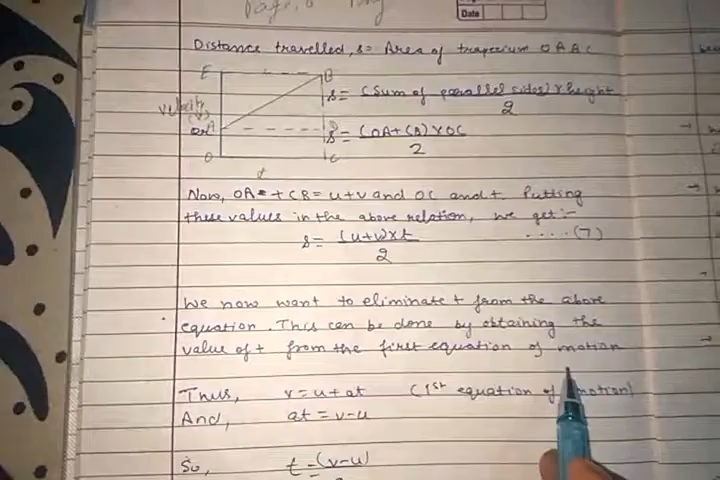 Date
Distance travelled, s = Area of trapezium OABC
E B
s = (Sum of parallel sides) x height
2
Velocity
(v)
A D
s = (OA + CB) x OC
2
O C
t
Now, OA + CB = u+v and OC and t. Putting
these values in the above relation, we get :-
s = (u+v) x t ....(7)
2
We now want to eliminate t from the above
equation. This can be done by obtaining the
value of t from the first equation of motion
Thus, v = u + at (1st equation of motion)
And, at = v-u
So, t = (v-u)